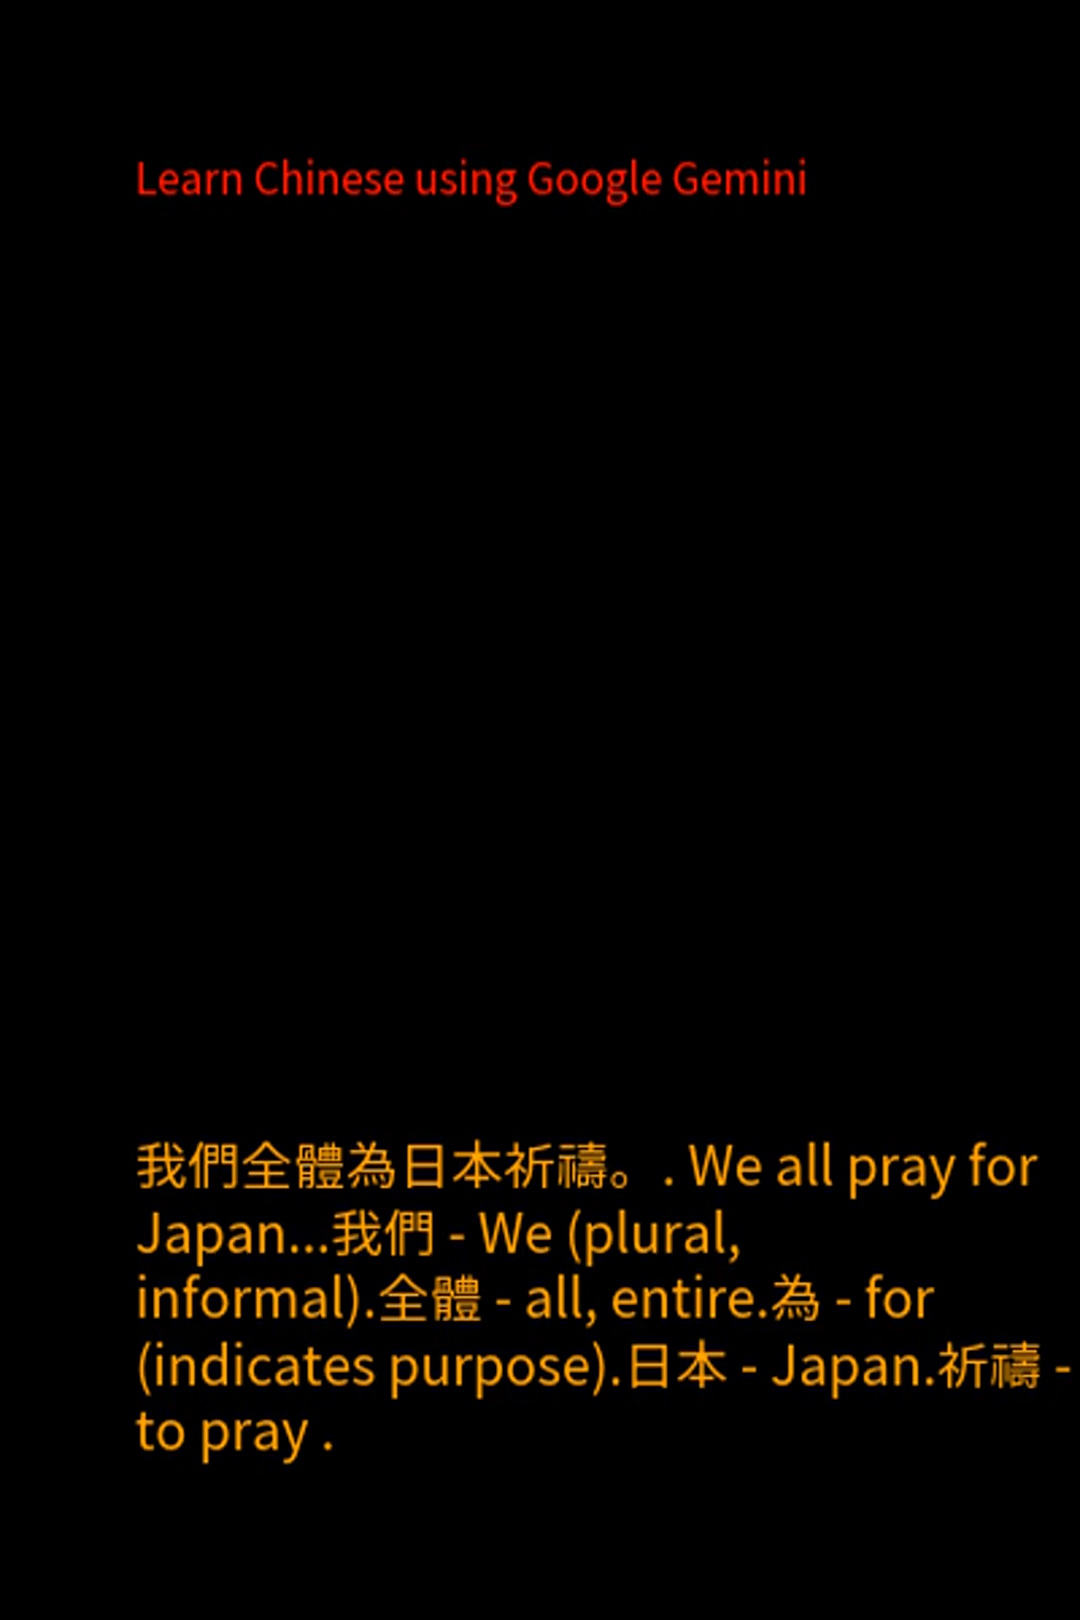 Learn Chinese using Google Gemini
我們全體為日本祈禱。. We all pray for
Japan...我們 - We (plural,
informal).全體 - all, entire.為 - for
(indicates purpose).日本 - Japan.祈禱 -
to pray .